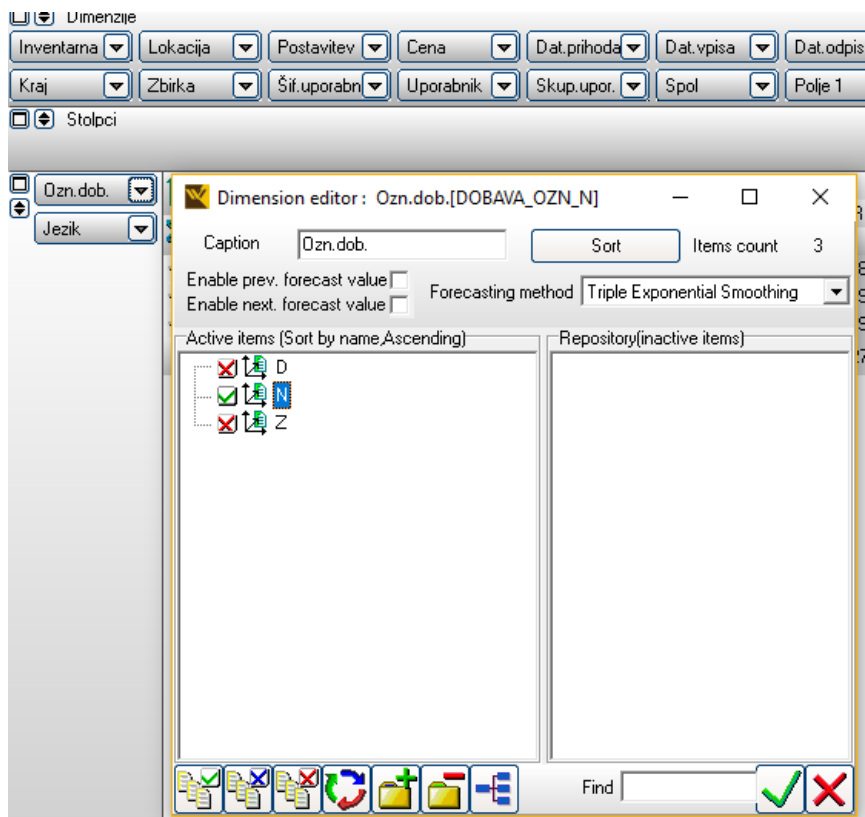 Dimenzije
Inventarna Lokacija Postavitev Cena Dat.prihoda Dat.vpisa Dat.odpis
Kraj Zbirka Šif.uporabn Uporabnik Skup.upor. Spol Polje 1
Stolpci
Ozn.dob.
Jezik
Dimension editor : Ozn.dob.[DOBAVA_OZN_N]
Caption Ozn.dob. Sort Items count 3
Enable prev. forecast value
Enable next. forecast value
Forecasting method Triple Exponential Smoothing
Active items (Sort by name,Ascending) Repository(inactive items)
D
N
Z
Find